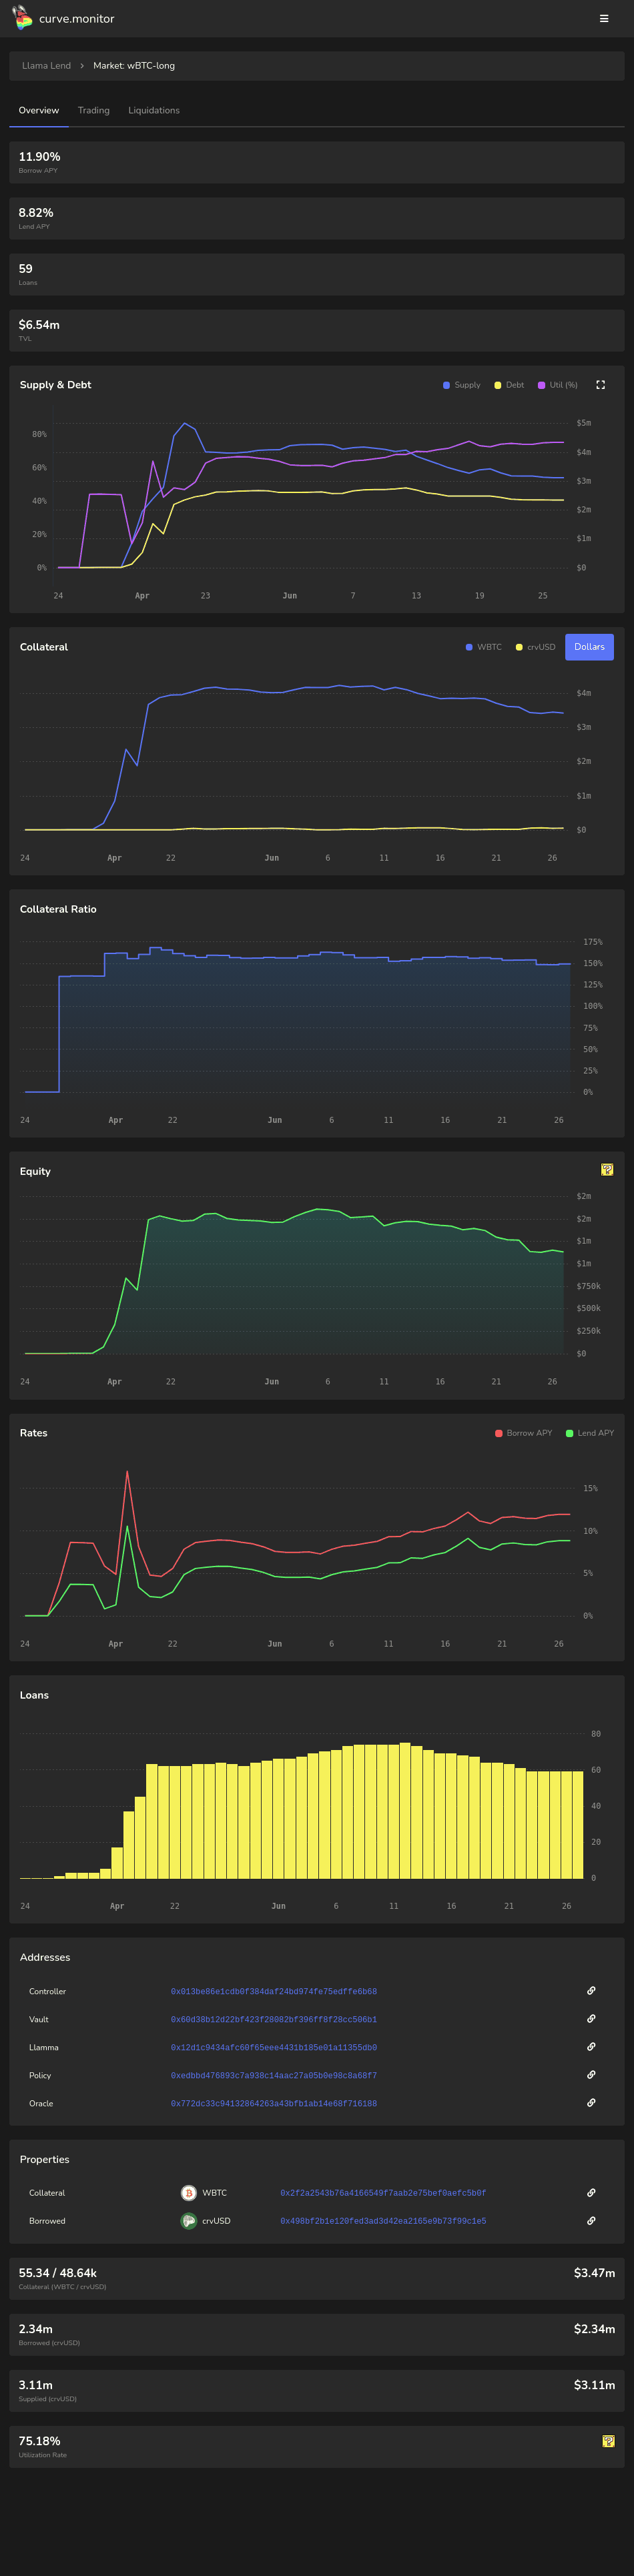 curve.monitor
Llama Lend > Market: wBTC-long
Overview Trading Liquidations
11.90%
Borrow APY
8.82%
Lend APY
59
Loans
$6.54m
TVL
Supply & Debt Supply Debt Util (%)
80% $5m
60% $4m
40% $3m
20% $2m
0% $1m
$0
24 Apr 23 Jun 7 13 19 25
Collateral WBTC crvUSD Dollars
$4m
$3m
$2m
$1m
$0
24 Apr 22 Jun 6 11 16 21 26
Collateral Ratio
175%
150%
125%
100%
75%
50%
25%
0%
24 Apr 22 Jun 6 11 16 21 26
Equity
$2m
$2m
$1m
$1m
$750k
$500k
$250k
$0
24 Apr 22 Jun 6 11 16 21 26
Rates Borrow APY Lend APY
15%
10%
5%
0%
24 Apr 22 Jun 6 11 16 21 26
Loans
80
60
40
20
0
24 Apr 22 Jun 6 11 16 21 26
Addresses
Controller 0x013be86e1cdb0f384daf24bd974fe75edffe6b68
Vault 0x60d38b12d22bf423f28082bf396ff8f28cc506b1
Llamma 0x12d1c9434afc60f65eee4431b185e01a11355db0
Policy 0xedbbd476893c7a938c14aac27a05b0e98c8a68f7
Oracle 0x772dc33c94132864263a43bfb1ab14e68f716188
Properties
Collateral WBTC 0x2f2a2543b76a4166549f7aab2e75bef0aefc5b0f
Borrowed crvUSD 0x498bf2b1e120fed3ad3d42ea2165e9b73f99c1e5
55.34 / 48.64k $3.47m
Collateral (WBTC / crvUSD)
2.34m $2.34m
Borrowed (crvUSD)
3.11m $3.11m
Supplied (crvUSD)
75.18%
Utilization Rate